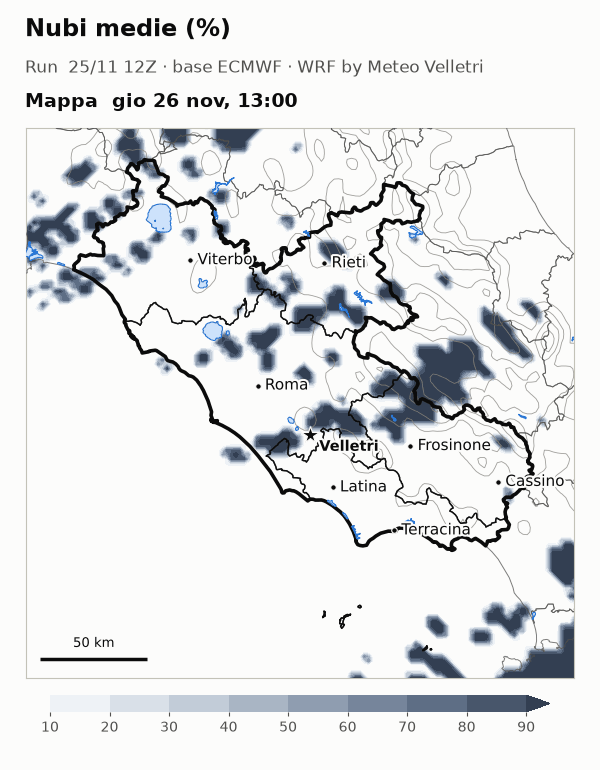 Nubi medie (%)
Run  25/11 12Z · base ECMWF · WRF by Meteo Velletri
Mappa  gio 26 nov, 13:00
Viterbo
Rieti
Roma
Velletri
Frosinone
Cassino
Latina
Terracina
50 km
10 20 30 40 50 60 70 80 90